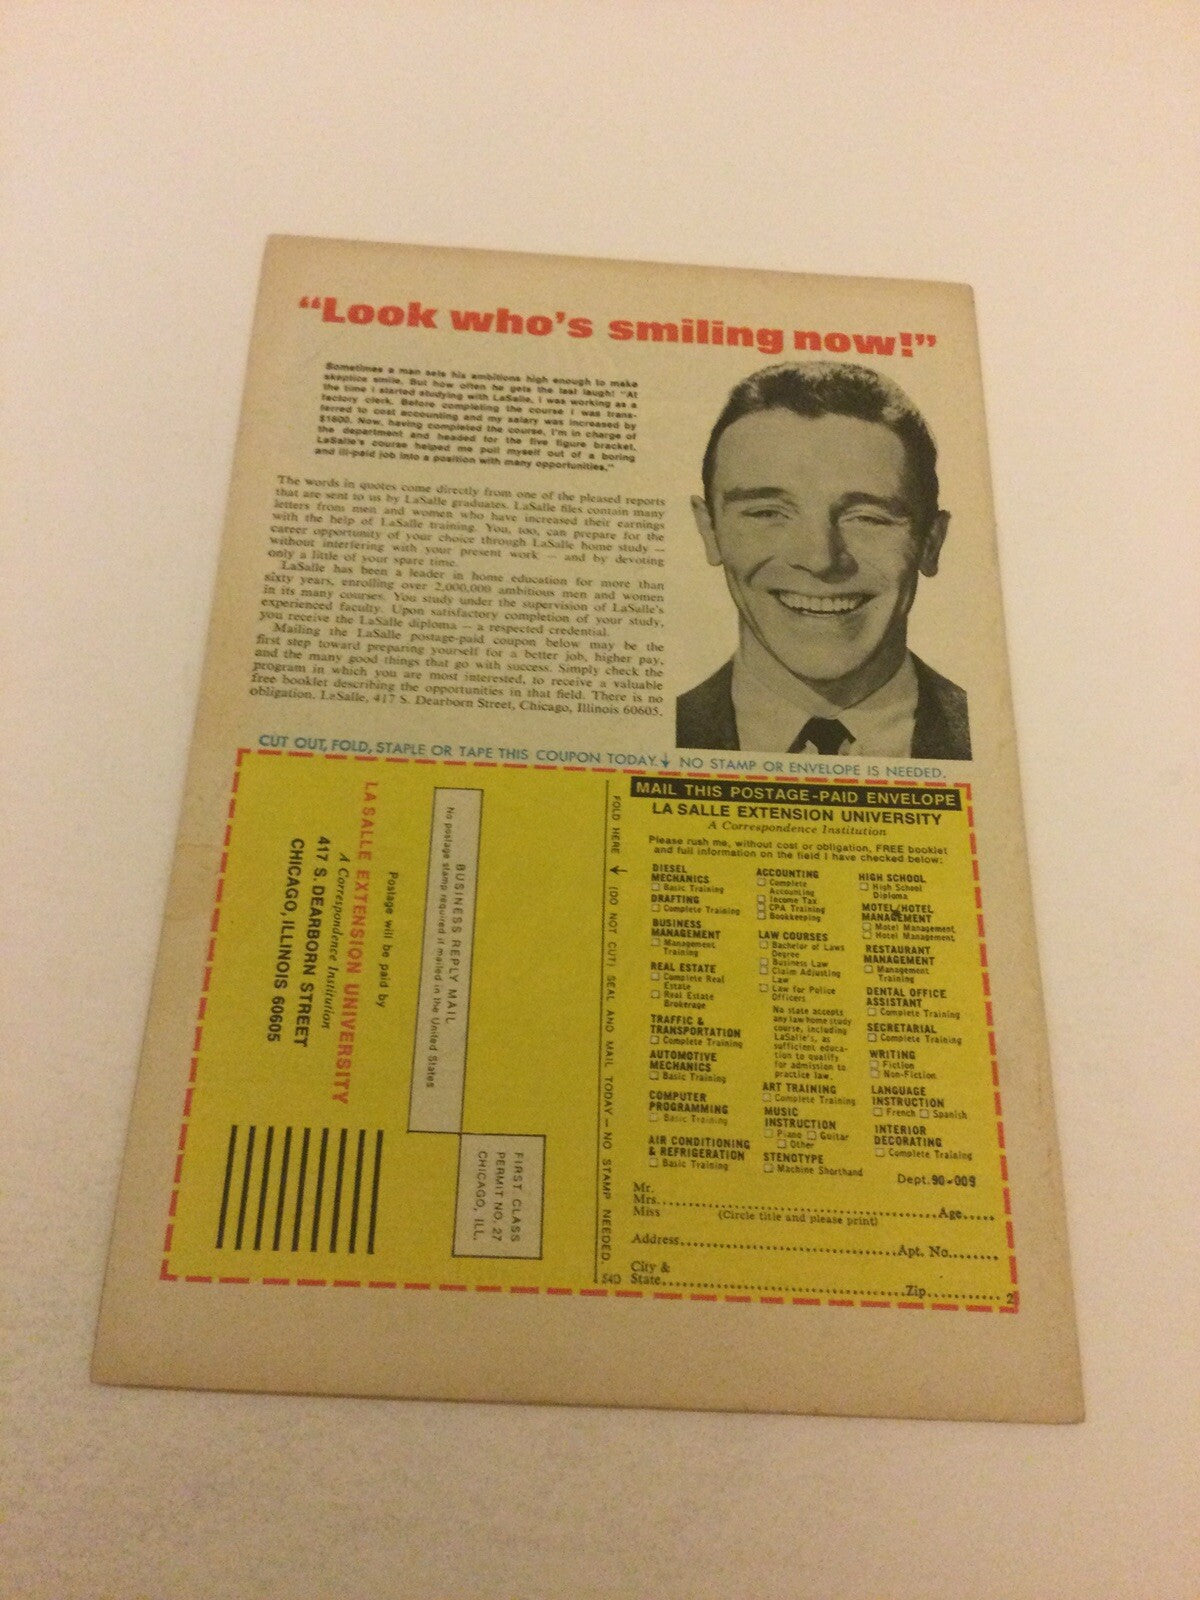 “Look who’s smiling now!”
Sometimes a man sets his ambitions high enough to make
skeptics smile. But how often he gets the last laugh! "At
the time I started studying with LaSalle, I was working as a
factory clerk. Before completing the course I was trans-
ferred to cost accounting and my salary was increased by
$1600. Now, having completed the course, I'm in charge of
the department and headed for the five figure bracket.
LaSalle's course helped me pull myself out of a boring
and ill-paid job into a position with many opportunities."
The words in quotes come directly from one of the pleased reports
that are sent to us by LaSalle graduates. LaSalle files contain many
letters from men and women who have increased their earnings
with the help of LaSalle training. You, too, can prepare for the
career opportunity of your choice through LaSalle home study —
without interfering with your present work — and by devoting
only a little of your spare time.
LaSalle has been a leader in home education for more than
sixty years, enrolling over 2,000,000 ambitious men and women
in its many courses. You study under the supervision of LaSalle's
experienced faculty. Upon satisfactory completion of your study,
you receive the LaSalle diploma — a respected credential.
Mailing the LaSalle postage-paid coupon below may be the
first step toward preparing yourself for a better job, higher pay,
and the many good things that go with success. Simply check the
program in which you are most interested, to receive a valuable
free booklet describing the opportunities in that field. There is no
obligation. LaSalle, 417 S. Dearborn Street, Chicago, Illinois 60605.
CUT OUT, FOLD, STAPLE OR TAPE THIS COUPON TODAY. ↓ NO STAMP OR ENVELOPE IS NEEDED.
BUSINESS REPLY MAIL
No postage stamp required if mailed in the United States
FIRST CLASS
PERMIT NO. 27
CHICAGO, ILL.
Postage will be paid by
LA SALLE EXTENSION UNIVERSITY
A Correspondence Institution
417 S. DEARBORN STREET
CHICAGO, ILLINOIS 60605
FOLD HERE (DO NOT CUT) SEAL AND MAIL TODAY — NO STAMP NEEDED.
540
MAIL THIS POSTAGE-PAID ENVELOPE
LA SALLE EXTENSION UNIVERSITY
A Correspondence Institution
Please rush me, without cost or obligation, FREE booklet
and full information on the field I have checked below:
DIESEL
MECHANICS
Basic Training
DRAFTING
Complete Training
BUSINESS
MANAGEMENT
Management
Training
REAL ESTATE
Complete Real
Estate
Real Estate
Brokerage
TRAFFIC &
TRANSPORTATION
Complete Training
AUTOMOTIVE
MECHANICS
Basic Training
COMPUTER
PROGRAMMING
Basic Training
AIR CONDITIONING
& REFRIGERATION
Basic Training
ACCOUNTING
Complete
Accounting
Income Tax
CPA Training
Bookkeeping
LAW COURSES
Bachelor of Laws
Degree
Business Law
Claim Adjusting
Law
Law for Police
Officers
No state accepts
any law home study
course, including
LaSalle's, as
sufficient educa-
tion to qualify
for admission to
practice law.
ART TRAINING
Complete Training
MUSIC
INSTRUCTION
Piano Guitar
Other
STENOTYPE
Machine Shorthand
HIGH SCHOOL
High School
Diploma
MOTEL/HOTEL
MANAGEMENT
Motel Management
Hotel Management
RESTAURANT
MANAGEMENT
Management
Training
DENTAL OFFICE
ASSISTANT
Complete Training
SECRETARIAL
Complete Training
WRITING
Fiction
Non-Fiction
LANGUAGE
INSTRUCTION
French Spanish
INTERIOR
DECORATING
Complete Training
Dept. 90-009
Mr.
Mrs.
Miss Age
(Circle title and please print)
Address Apt. No.
City &
State Zip
2